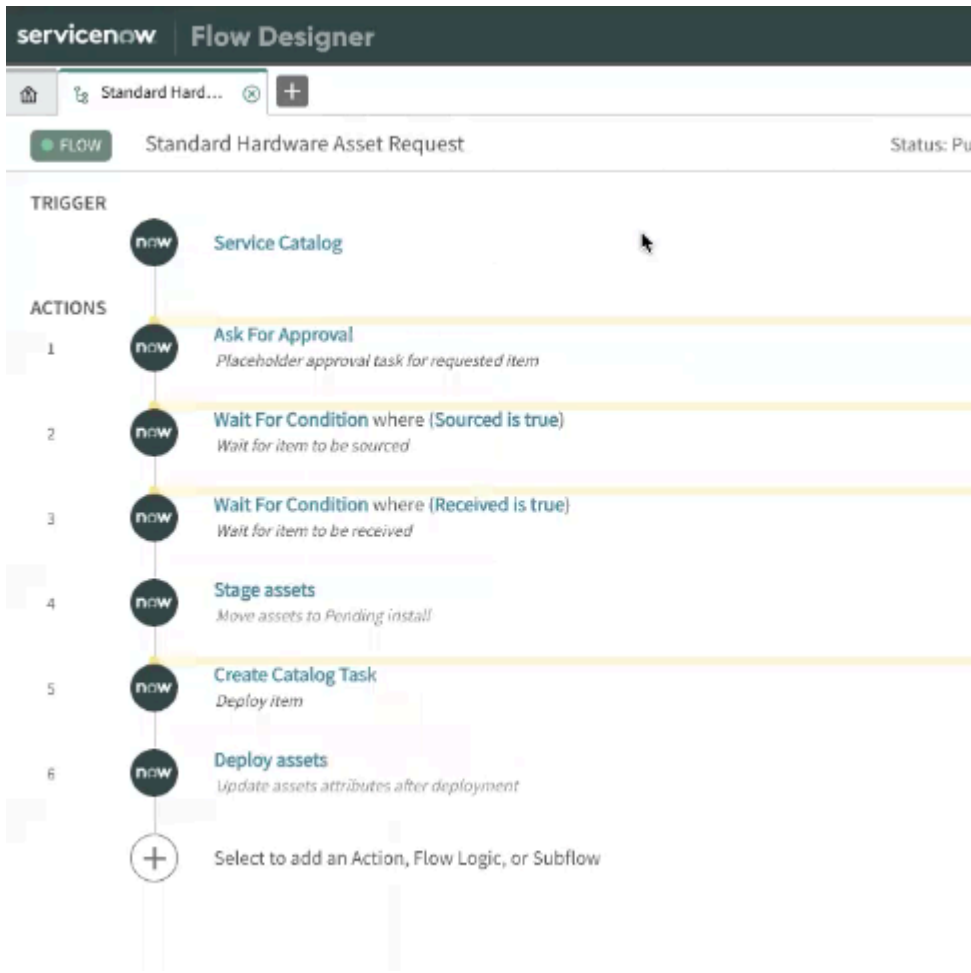 servicenow Flow Designer
Standard Hard...
FLOW Standard Hardware Asset Request Status: Pu
TRIGGER
now Service Catalog
ACTIONS
1 now Ask For Approval
Placeholder approval task for requested item
2 now Wait For Condition where (Sourced is true)
Wait for item to be sourced
3 now Wait For Condition where (Received is true)
Wait for item to be received
4 now Stage assets
Move assets to Pending install
5 now Create Catalog Task
Deploy item
6 now Deploy assets
Update assets attributes after deployment
Select to add an Action, Flow Logic, or Subflow